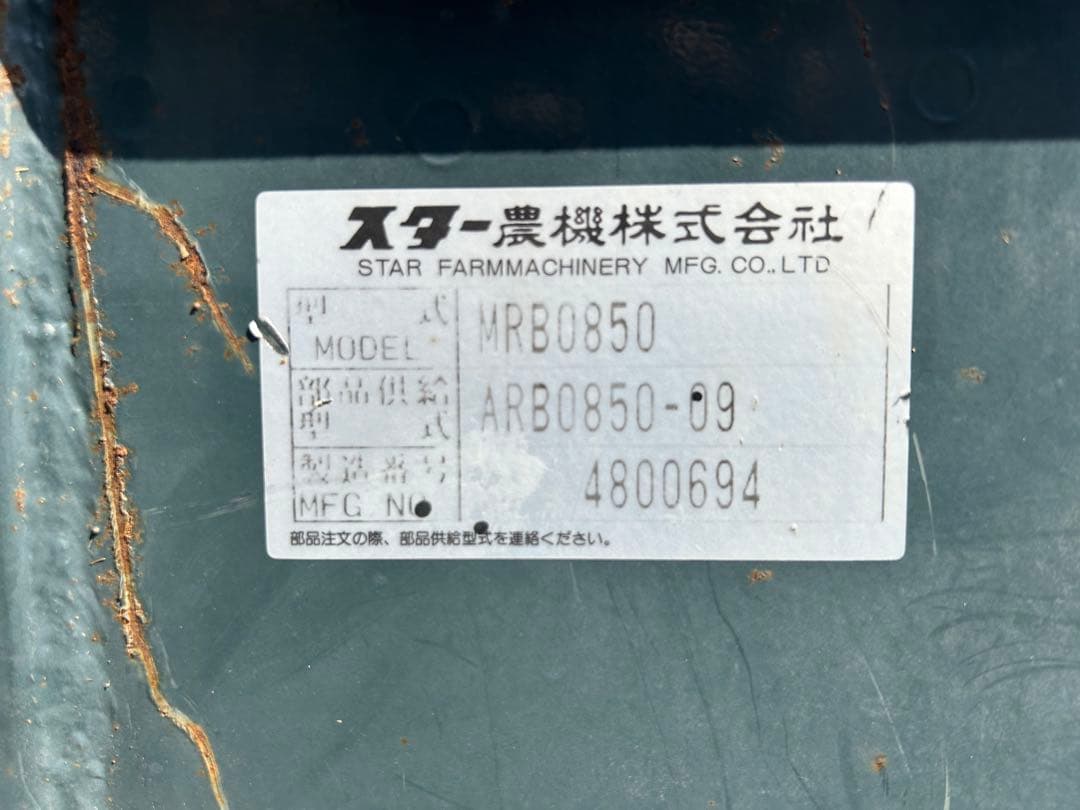 スター農機株式会社
STAR FARMMACHINERY MFG. CO.,LTD
型式 MRB0850
MODEL
部品供給 ARB0850-09
型式
製造番号 4800694
MFG NO
部品注文の際、部品供給型式を連絡ください。